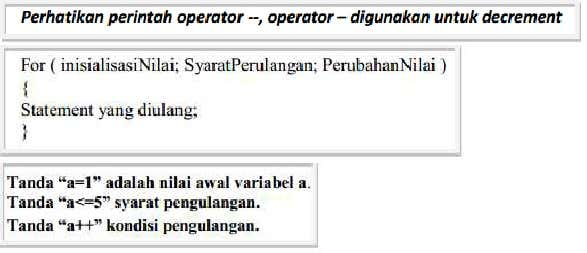 Perhatikan perintah operator --, operator – digunakan untuk decrement
For ( inisialisasiNilai; SyaratPerulangan; PerubahanNilai )
{
Statement yang diulang;
}
Tanda “a=1” adalah nilai awal variabel a.
Tanda “a<=5” syarat pengulangan.
Tanda “a++” kondisi pengulangan.